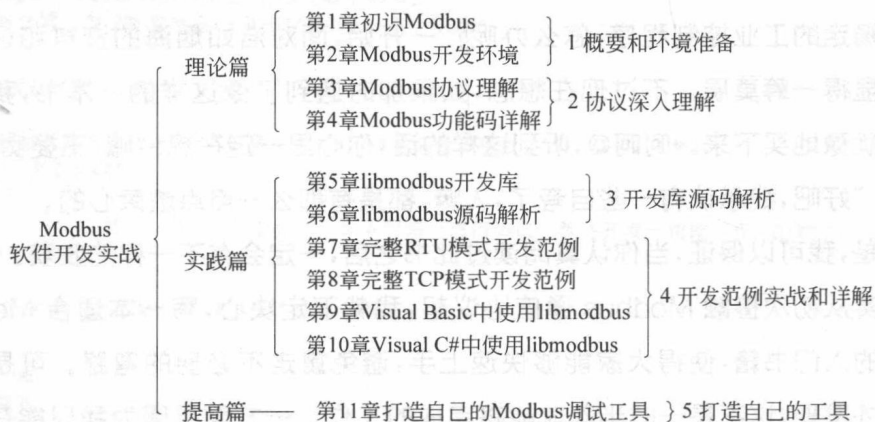 第1章初识Modbus
第2章Modbus开发环境
1 概要和环境准备
理论篇
第3章Modbus协议理解
第4章Modbus功能码详解
2 协议深入理解
Modbus
软件开发实战
第5章libmodbus开发库
第6章libmodbus源码解析
3 开发库源码解析
实践篇
第7章完整RTU模式开发范例
第8章完整TCP模式开发范例
第9章Visual Basic中使用libmodbus
第10章Visual C#中使用libmodbus
4 开发范例实战和详解
提高篇
第11章打造自己的Modbus调试工具
5 打造自己的工具